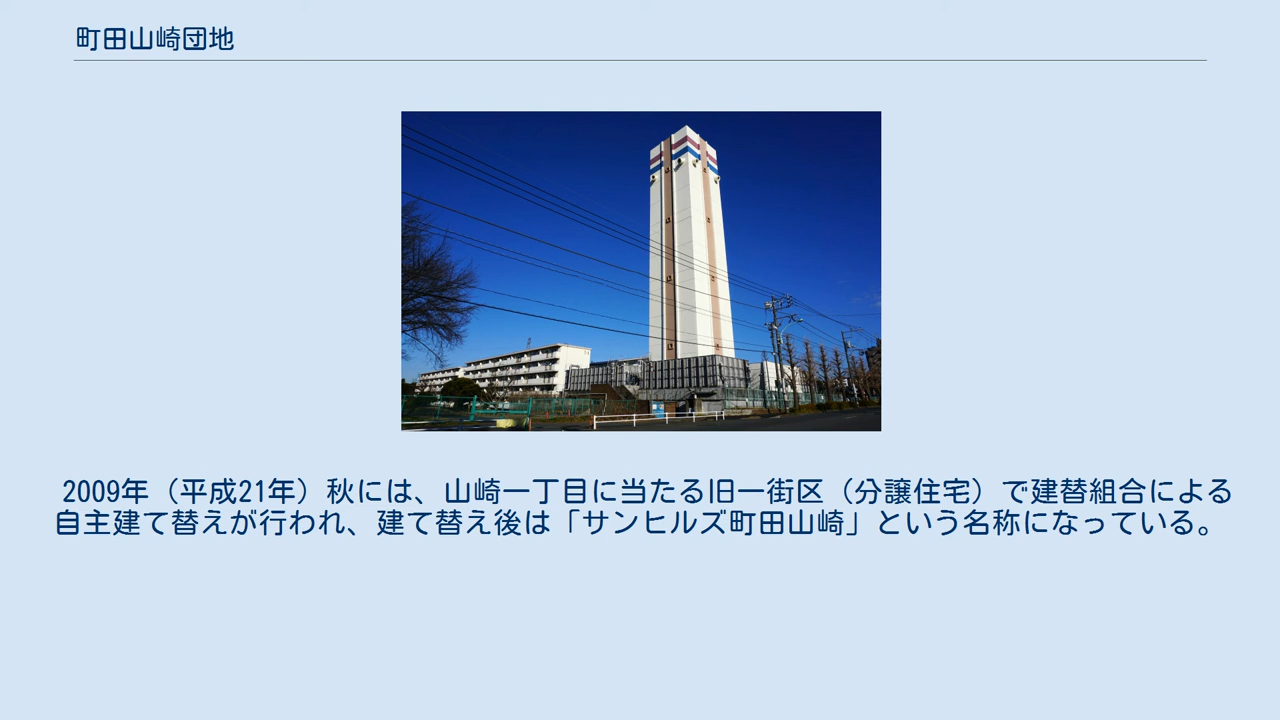 町田山崎団地
2009年（平成21年）秋には、山崎一丁目に当たる旧一街区（分譲住宅）で建替組合による
自主建て替えが行われ、建て替え後は「サンヒルズ町田山崎」という名称になっている。